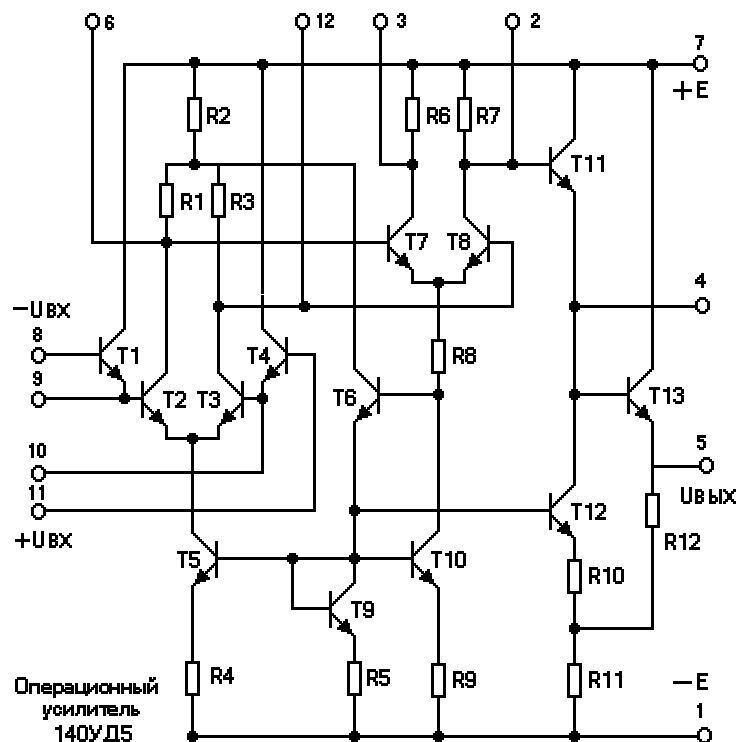 6
12
3
2
7
+E
R2
R6
R7
T11
R1
R3
T7
T8
4
-UВХ
8
T1
T4
R8
9
T2
T3
T6
T13
10
5
UВЫХ
11
+UВХ
T12
R12
T5
T10
R10
T9
R4
R5
R9
R11
-E
1
Операционный
усилитель
140УД5